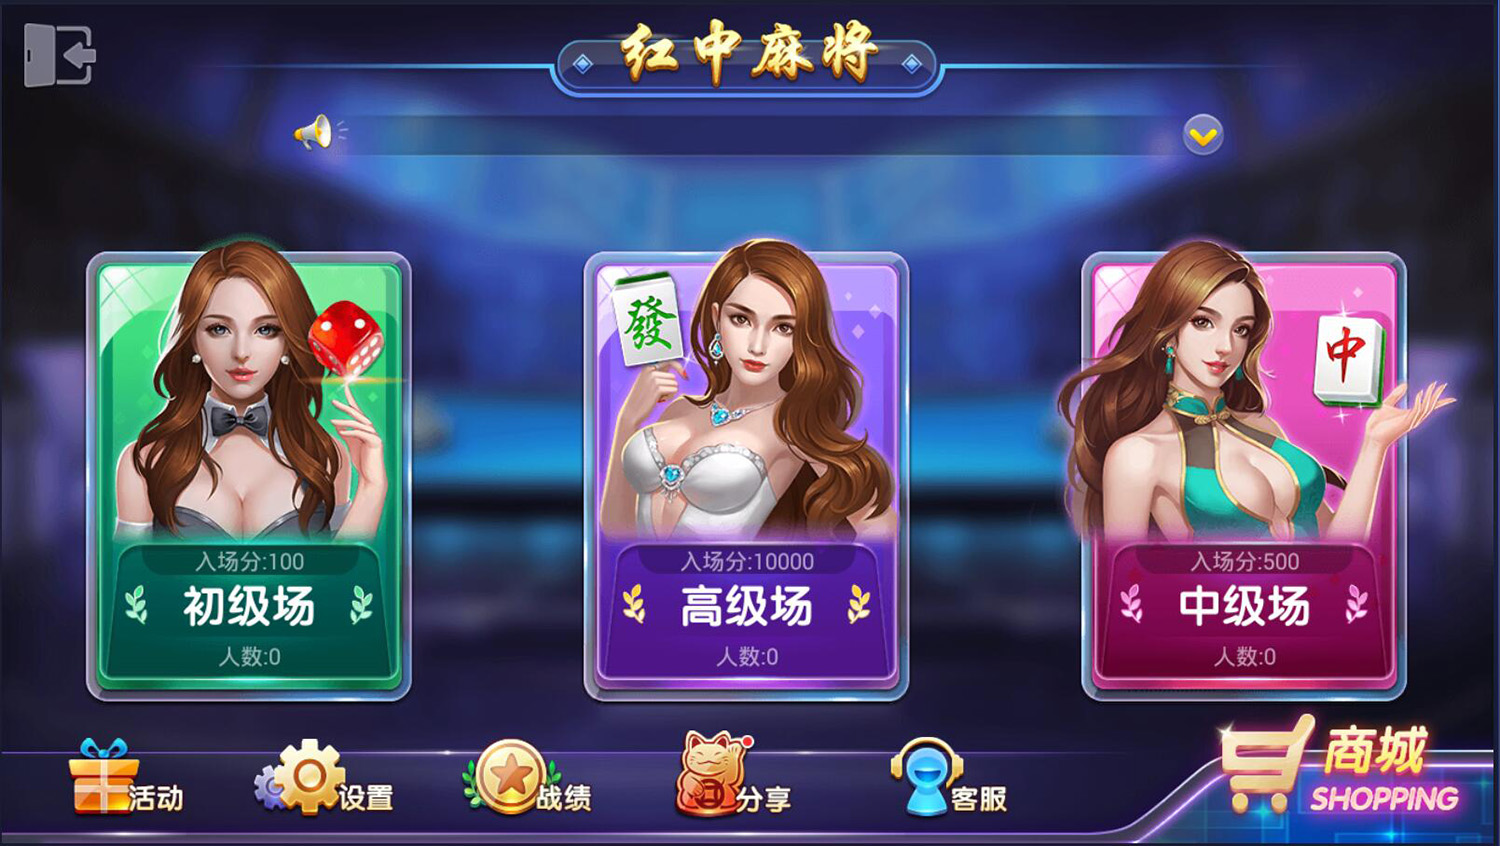 红中麻将
發
中
入场分:100
初级场
人数:0
入场分:10000
高级场
人数:0
入场分:500
中级场
人数:0
活动
设置
战绩
分享
客服
商城
SHOPPING